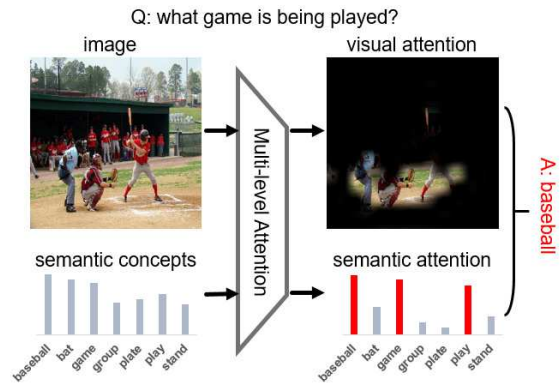 Q: what game is being played?
image
visual attention
Multi-level Attention
A: baseball
semantic concepts
semantic attention
baseball
bat
game
group
plate
play
stand
baseball
bat
game
group
plate
play
stand